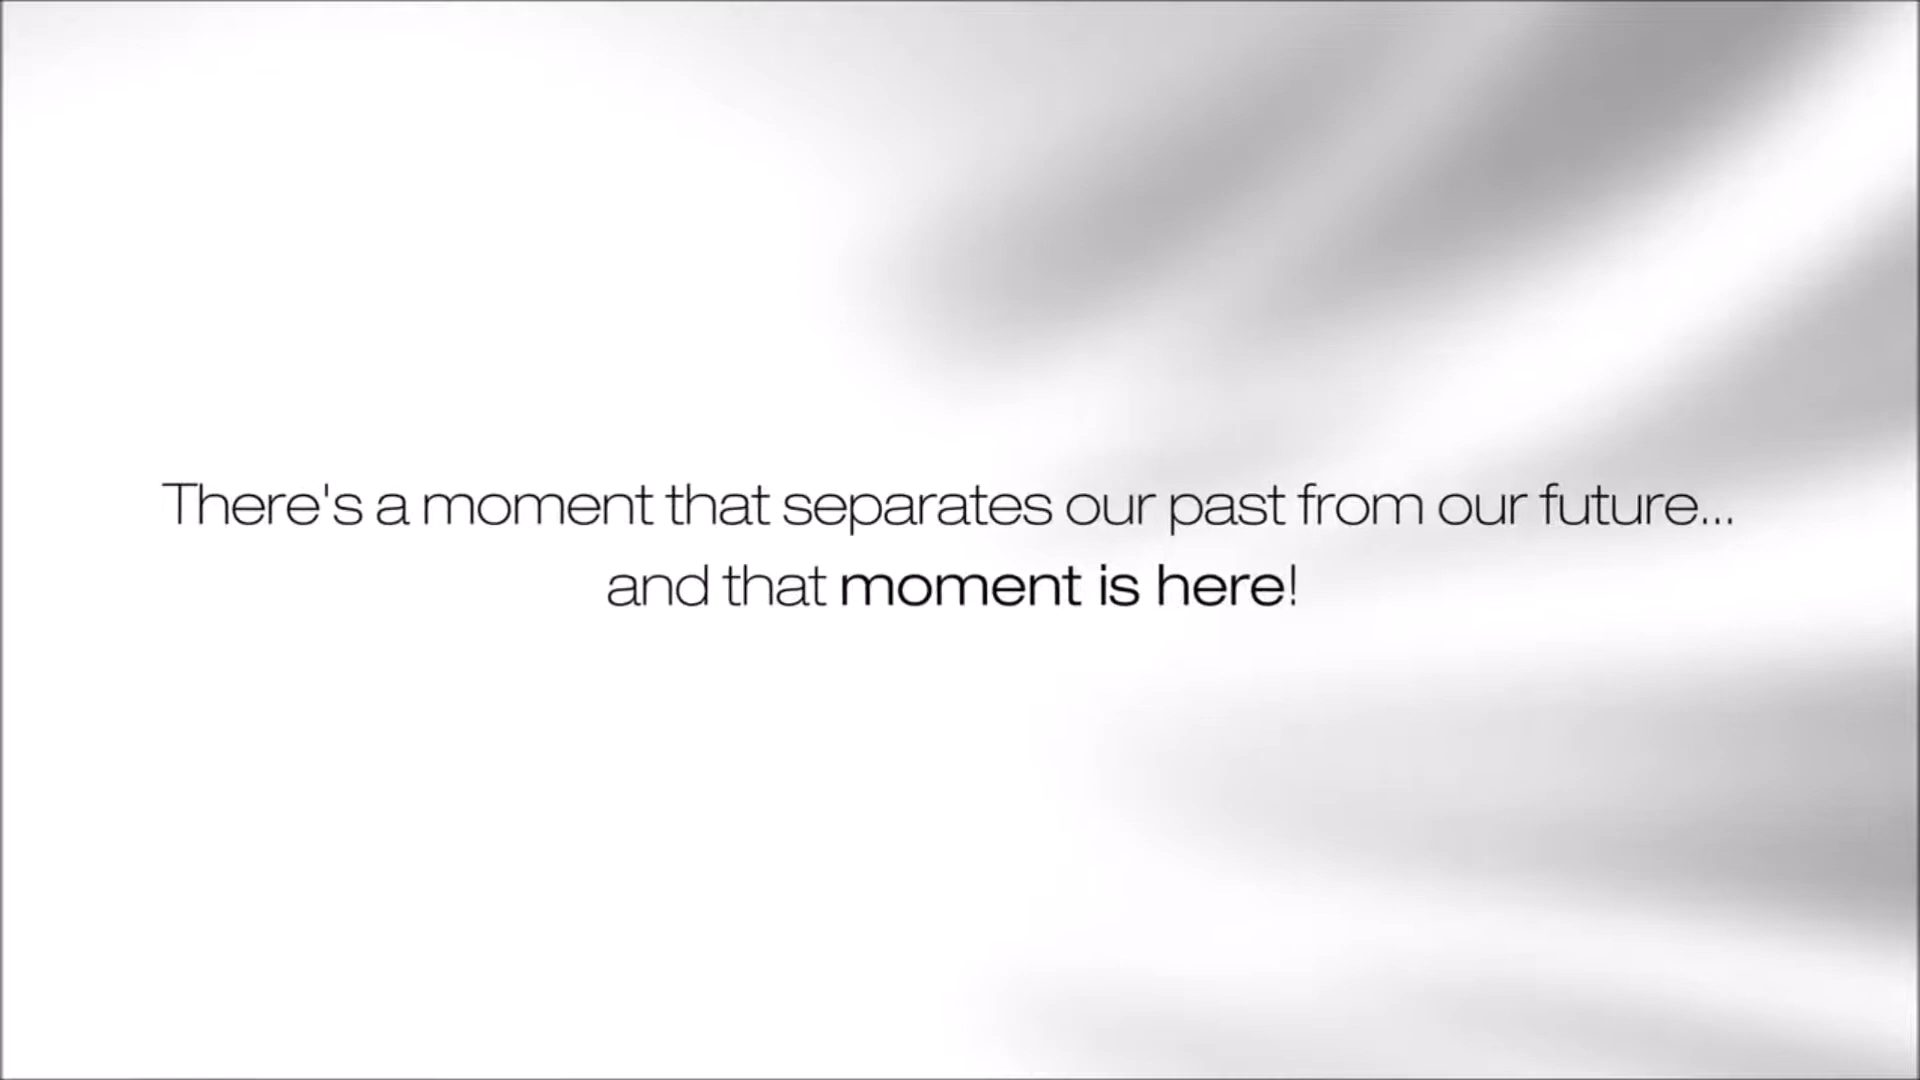 There's a moment that separates our past from our future...
and that moment is here!